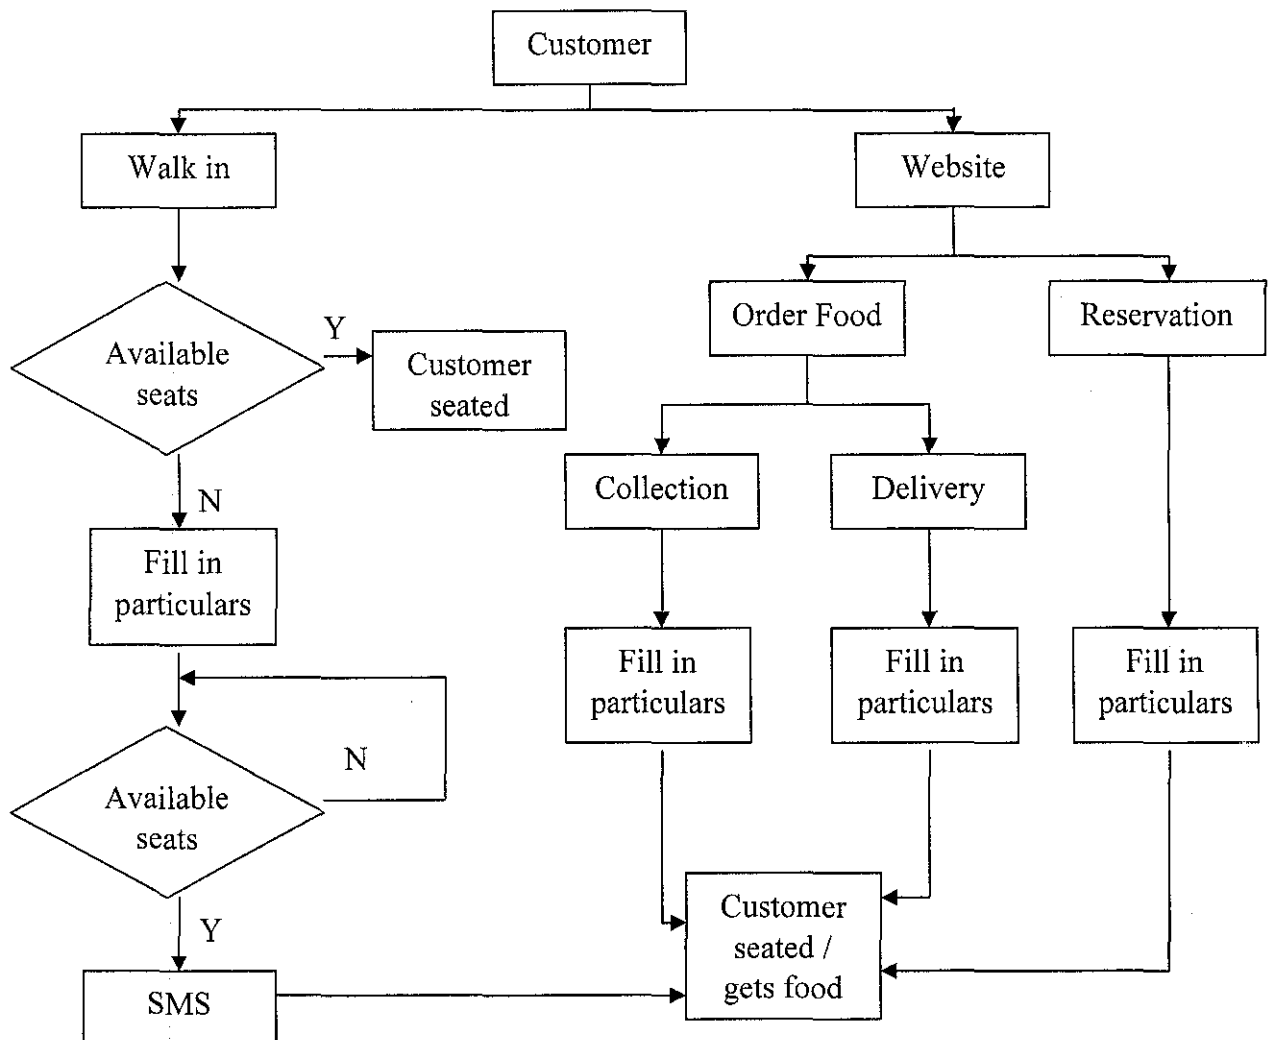 Customer
Walk in
Website
Order Food
Reservation
Available
seats
Y
Customer
seated
N
Collection
Delivery
Fill in
particulars
Fill in
particulars
Fill in
particulars
Fill in
particulars
Available
seats
N
Y
Customer
seated /
gets food
SMS